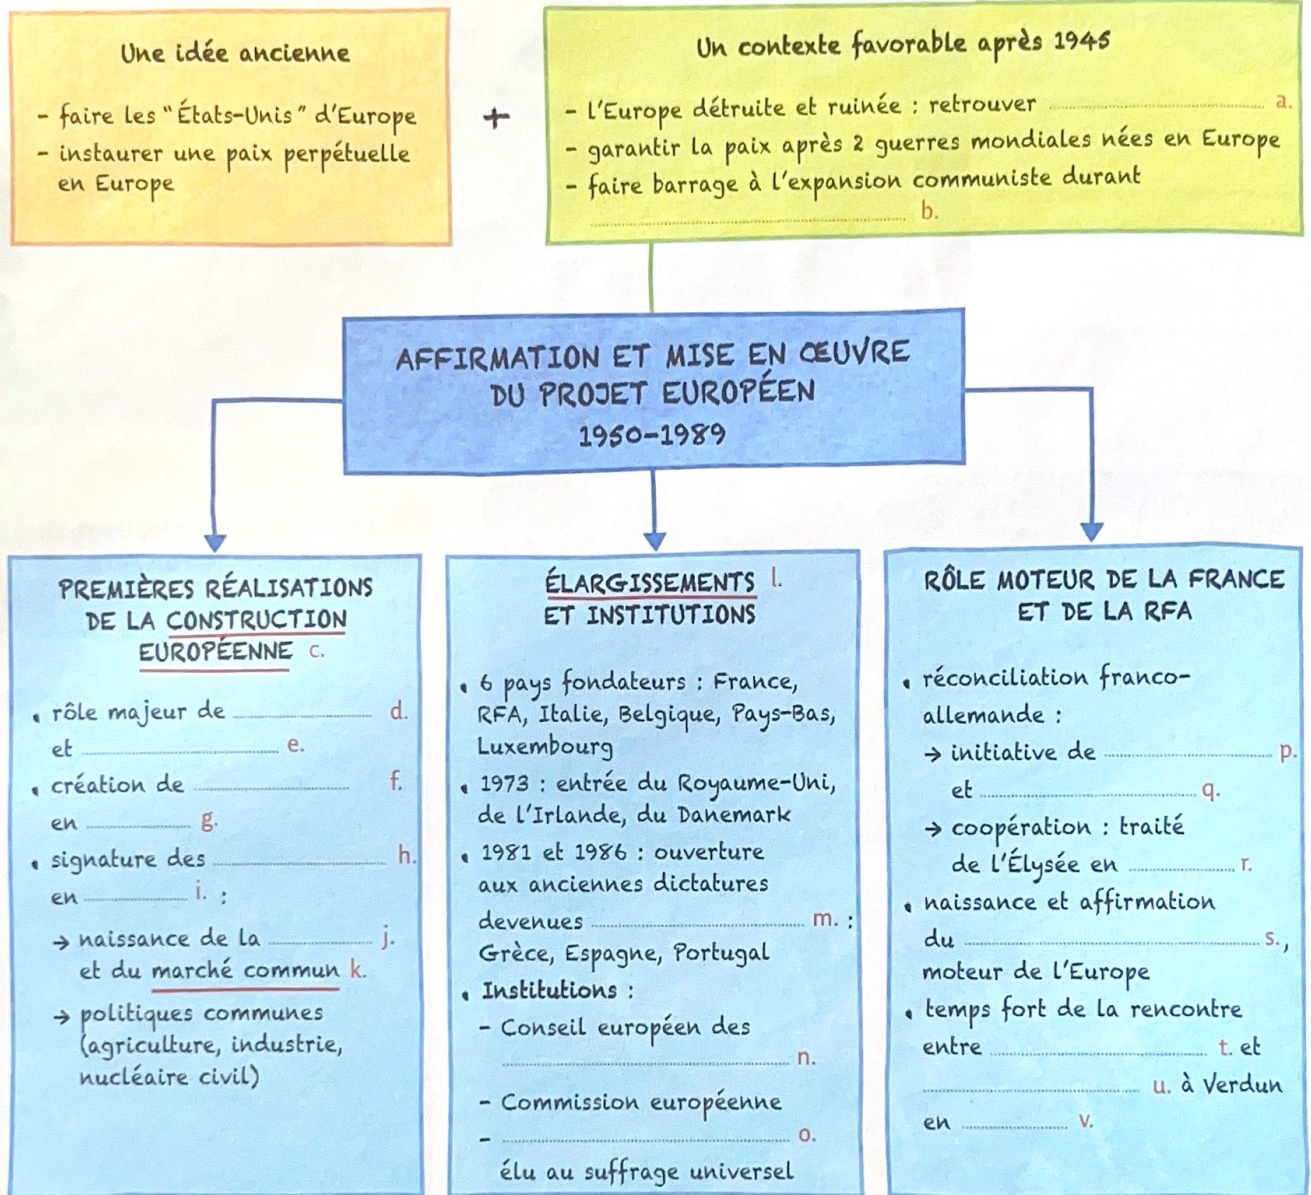 Une idée ancienne
- faire les "États-Unis" d'Europe
- instaurer une paix perpétuelle
en Europe
+
Un contexte favorable après 1945
- l'Europe détruite et ruinée : retrouver ........ a.
- garantir la paix après 2 guerres mondiales nées en Europe
- faire barrage à l'expansion communiste durant
........ b.
AFFIRMATION ET MISE EN ŒUVRE
DU PROJET EUROPÉEN
1950-1989
PREMIÈRES RÉALISATIONS
DE LA CONSTRUCTION
EUROPÉENNE c.
• rôle majeur de ........ d.
et ........ e.
• création de ........ f.
en ........ g.
• signature des ........ h.
en ........ i. :
→ naissance de la ........ j.
et du marché commun k.
→ politiques communes
(agriculture, industrie,
nucléaire civil)
ÉLARGISSEMENTS l.
ET INSTITUTIONS
• 6 pays fondateurs : France,
RFA, Italie, Belgique, Pays-Bas,
Luxembourg
• 1973 : entrée du Royaume-Uni,
de l'Irlande, du Danemark
• 1981 et 1986 : ouverture
aux anciennes dictatures
devenues ........ m. :
Grèce, Espagne, Portugal
• Institutions :
- Conseil européen des
........ n.
- Commission européenne
- ........ o.
élu au suffrage universel
RÔLE MOTEUR DE LA FRANCE
ET DE LA RFA
• réconciliation franco-
allemande :
→ initiative de ........ p.
et ........ q.
→ coopération : traité
de l'Élysée en ........ r.
• naissance et affirmation
du ........ s.,
moteur de l'Europe
• temps fort de la rencontre
entre ........ t. et
........ u. à Verdun
en ........ v.